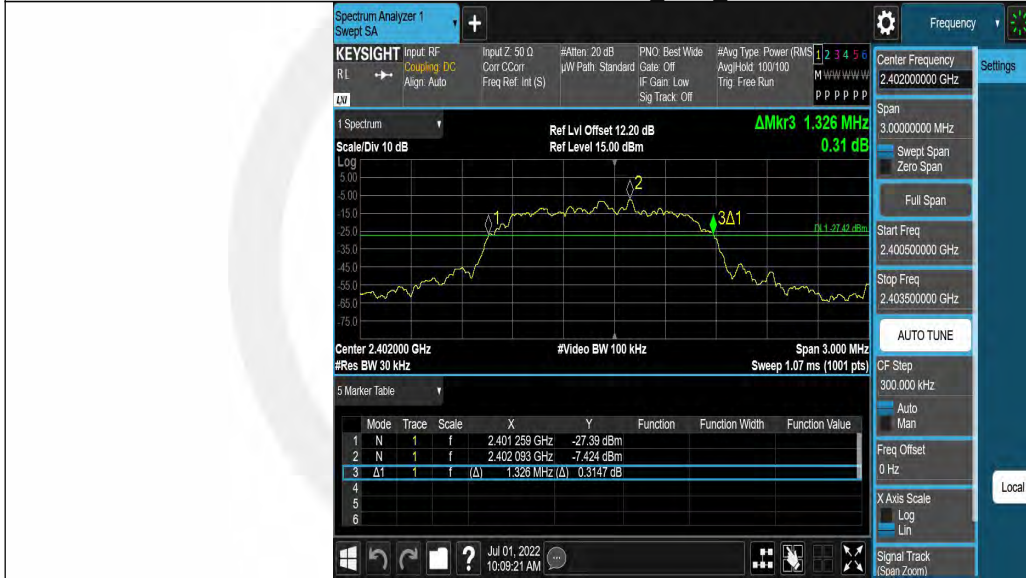 Spectrum Analyzer 1
Swept SA
+
Frequency
KEYSIGHT
RL
LNI
Input: RF
Coupling: DC
Align: Auto
Input Z: 50 Ω
Corr CCorr
Freq Ref: Int (S)
#Atten: 20 dB
µW Path: Standard
PNO: Best Wide
Gate: Off
IF Gain: Low
Sig Track: Off
#Avg Type: Power (RMS
Avg|Hold: 100/100
Trig: Free Run
1 2 3 4 5 6
M W W W W W
P P P P P P
1 Spectrum
Scale/Div 10 dB
Ref Lvl Offset 12.20 dB
Ref Level 15.00 dBm
ΔMkr3 1.326 MHz
0.31 dB
Log
5.00
-5.00
-15.0
-25.0
-35.0
-45.0
-55.0
-65.0
-75.0
1
2
3Δ1
DL1 -27.42 dBm
Center 2.402000 GHz
#Video BW 100 kHz
Span 3.000 MHz
#Res BW 30 kHz
Sweep 1.07 ms (1001 pts)
5 Marker Table
Mode Trace Scale X Y Function Function Width Function Value
1 N 1 f 2.401 259 GHz -27.39 dBm
2 N 1 f 2.402 093 GHz -7.424 dBm
3 Δ1 1 f (Δ) 1.326 MHz (Δ) 0.3147 dB
4
5
6
?
Jul 01, 2022
10:09:21 AM
Center Frequency
2.402000000 GHz
Settings
Span
3.00000000 MHz
Swept Span
Zero Span
Full Span
Start Freq
2.400500000 GHz
Stop Freq
2.403500000 GHz
AUTO TUNE
CF Step
300.000 kHz
Auto
Man
Freq Offset
0 Hz
Local
X Axis Scale
Log
Lin
Signal Track
(Span Zoom)